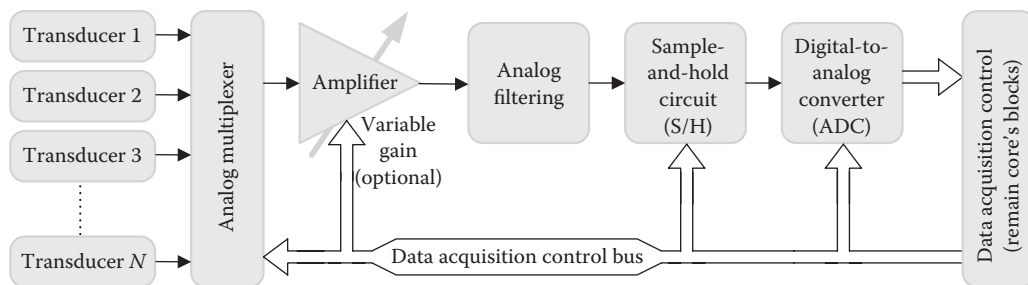 Transducer 1
Transducer 2
Transducer 3
Transducer N
Analog multiplexer
Amplifier
Variable
gain
(optional)
Analog
filtering
Sample-
and-hold
circuit
(S/H)
Digital-to-
analog
converter
(ADC)
Data acquisition control
(remain core's blocks)
Data acquisition control bus